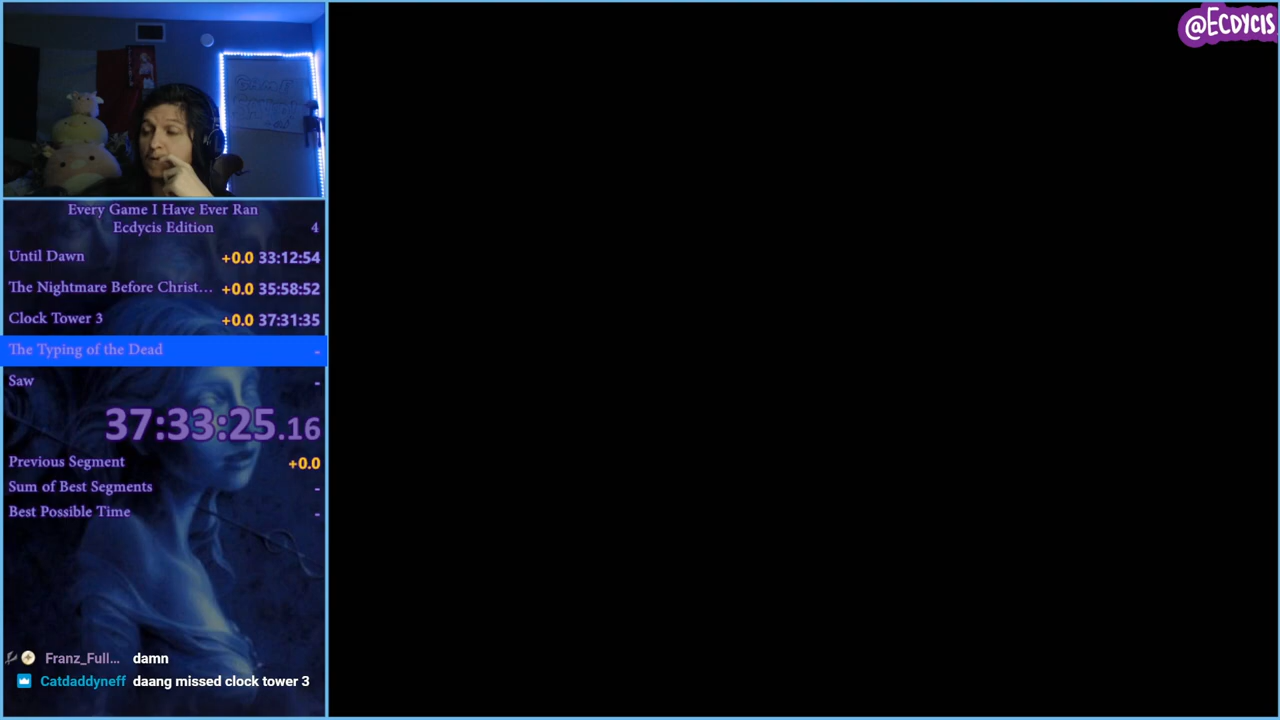 @ECDYCIS
Every Game I Have Ever Ran
Ecdycis Edition 4
Until Dawn +0.0 33:12:54
The Nightmare Before Christ... +0.0 35:58:52
Clock Tower 3 +0.0 37:31:35
The Typing of the Dead -
Saw -
37:33:25.16
Previous Segment +0.0
Sum of Best Segments -
Best Possible Time -
Franz_Full... damn
Catdaddyneff daang missed clock tower 3